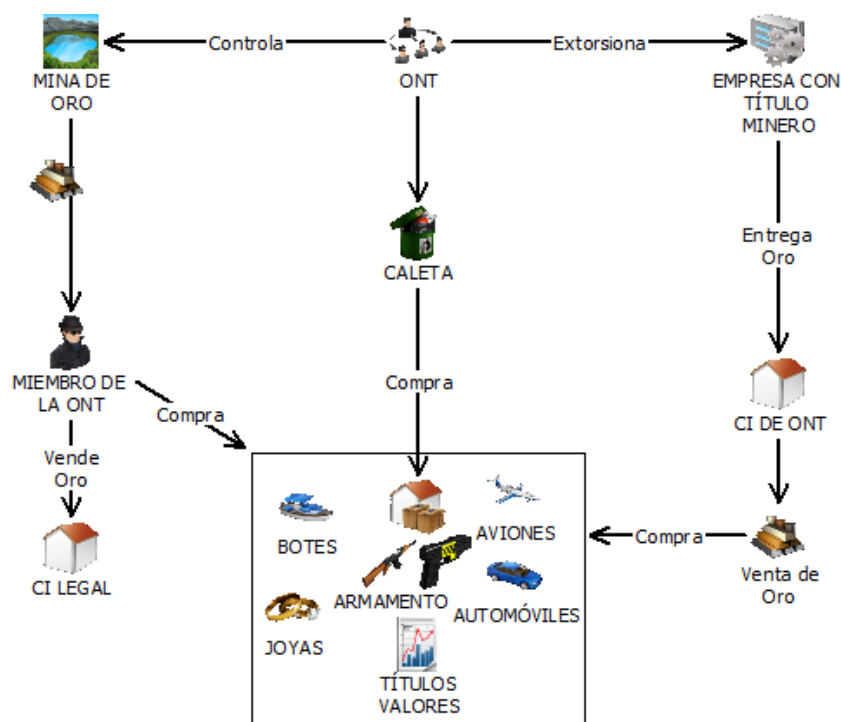 Controla
Extorsiona
MINA DE
ORO
ONT
EMPRESA CON
TÍTULO
MINERO
CALETA
Entrega
Oro
MIEMBRO DE
LA ONT
Compra
Compra
CI DE ONT
Vende
Oro
CI LEGAL
BOTES
AVIONES
Compra
ARMAMENTO
AUTOMÓVILES
Venta de
Oro
JOYAS
TÍTULOS
VALORES